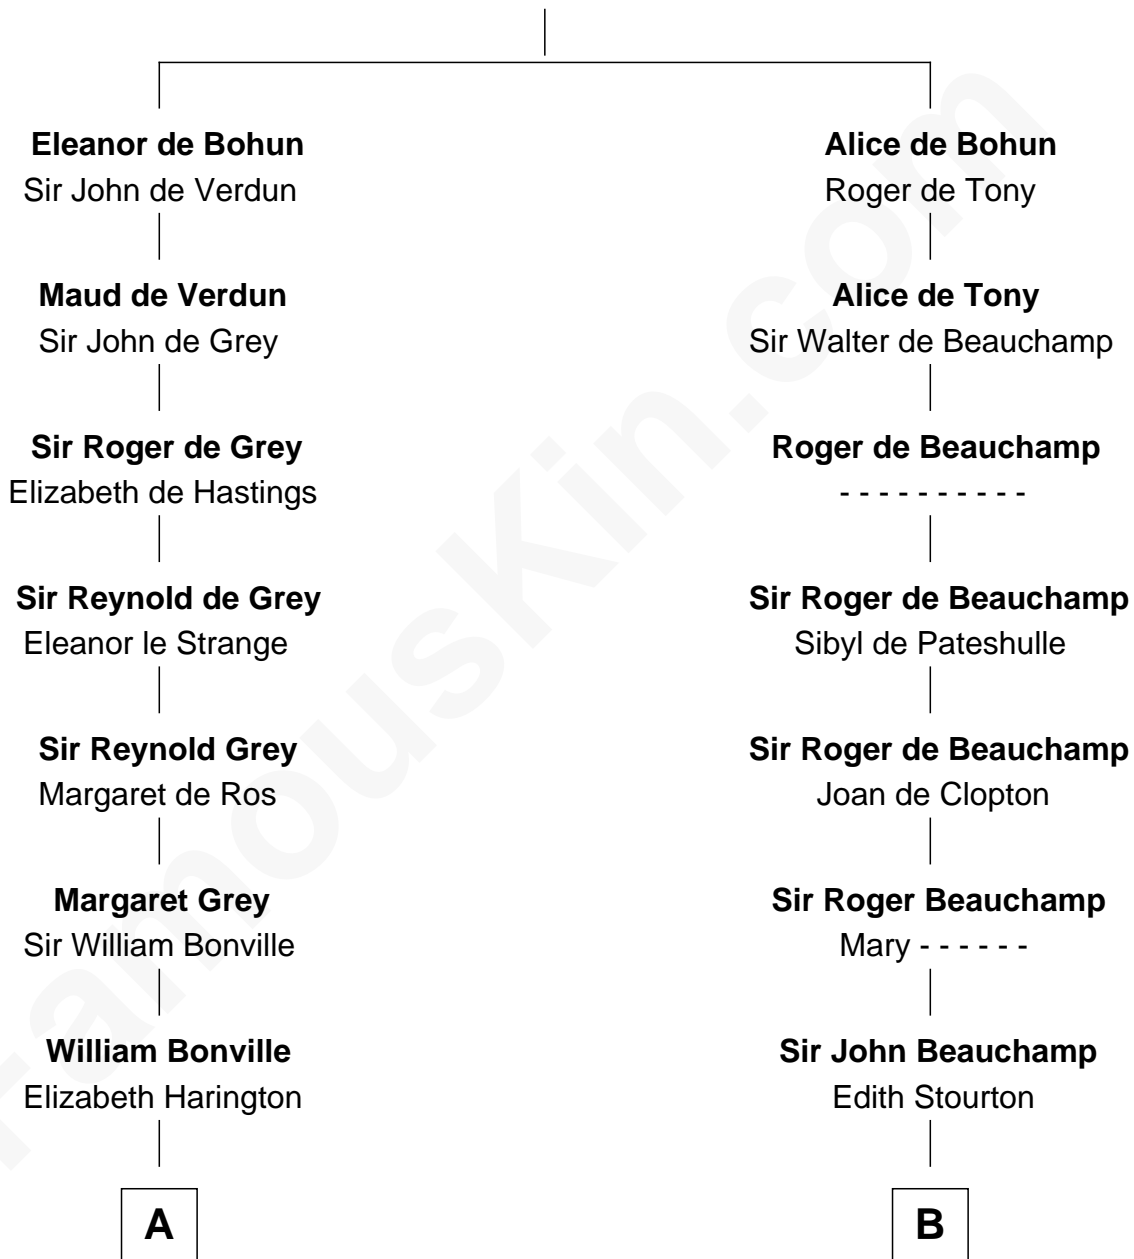 Eleanor de Bohun
Sir John de Verdun
Maud de Verdun
Sir John de Grey
Sir Roger de Grey
Elizabeth de Hastings
Sir Reynold de Grey
Eleanor le Strange
Sir Reynold Grey
Margaret de Ros
Margaret Grey
Sir William Bonville
William Bonville
Elizabeth Harington
A
Alice de Bohun
Roger de Tony
Alice de Tony
Sir Walter de Beauchamp
Roger de Beauchamp
- - - - - - - - - -
Sir Roger de Beauchamp
Sibyl de Pateshulle
Sir Roger de Beauchamp
Joan de Clopton
Sir Roger Beauchamp
Mary - - - - - -
Sir John Beauchamp
Edith Stourton
B
FamousKin.com